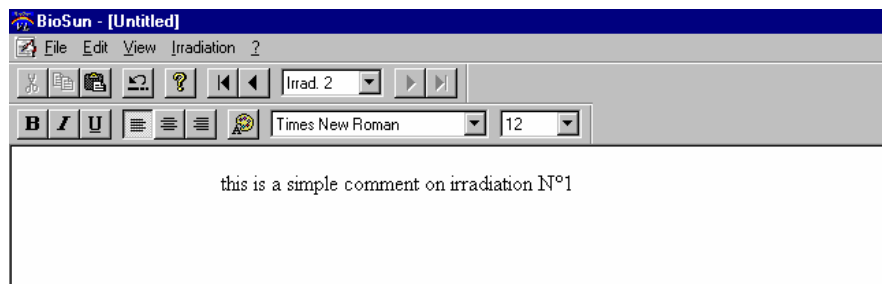 BioSun - [Untitled]
File Edit View Irradiation ?
Irrad. 2
B I U Times New Roman 12
this is a simple comment on irradiation N°1